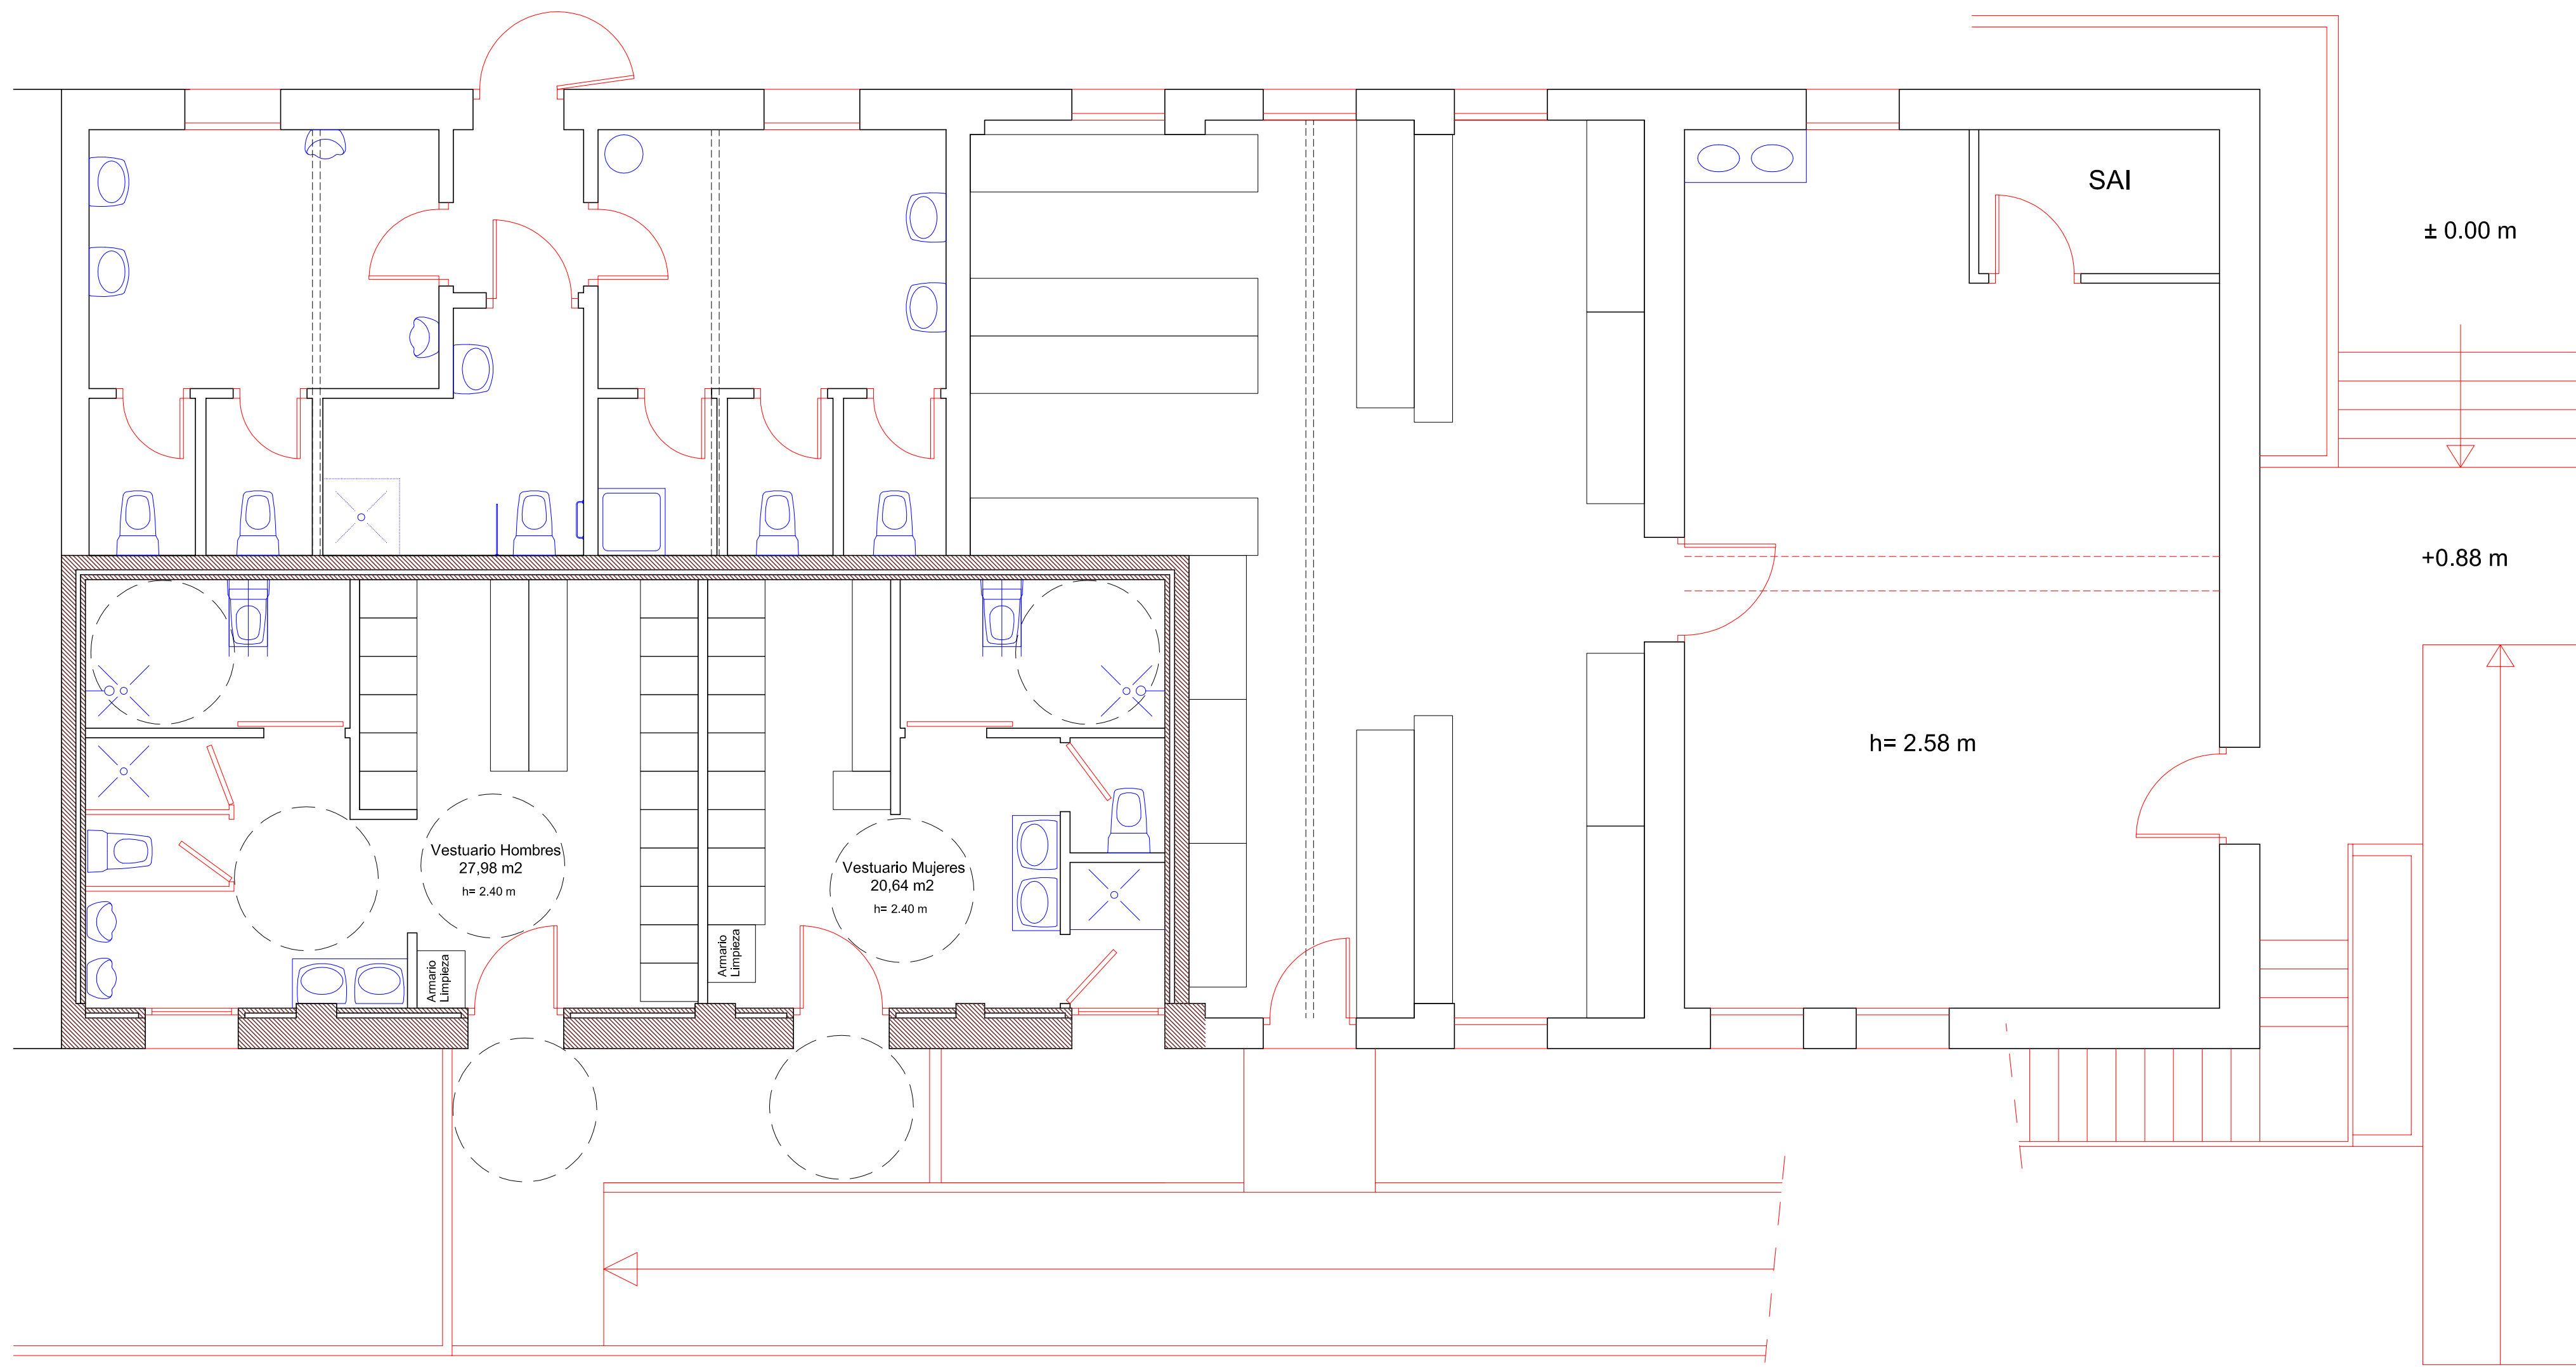 SAI
± 0.00 m
+0.88 m
h= 2.58 m
Vestuario Hombres
27,98 m2
h= 2.40 m
Vestuario Mujeres
20,64 m2
h= 2.40 m
Armario
Limpieza
Armario
Limpieza